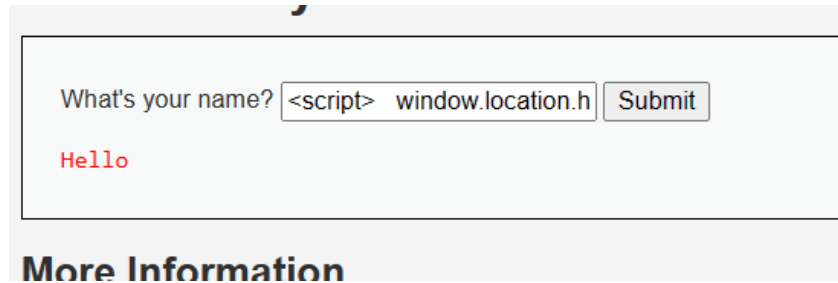 What's your name? <script> window.location.h Submit
Hello
More Information